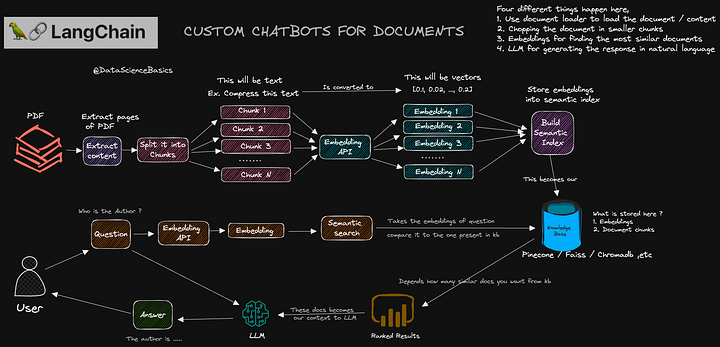 LangChain
CUSTOM CHATBOTS FOR DOCUMENTS
Four different things happen here,
1. Use document loader to load the document / content
2. Chopping the document in smaller chunks
3. Embeddings for finding the most similar documents
4. LLM for generating the response in natural language
@DataScienceBasics
This will be text
Ex. Compress this text
Is converted to
This will be vectors
[0.1, 0.02, ..., 0.2]
Store embeddings
into semantic index
PDF
Extract pages
of PDF
Extract
content
Split it into
Chunks
Chunk 1
Chunk 2
Chunk 3
.......
Chunk N
Embedding
API
Embedding 1
Embedding 2
Embedding 3
.......
Embedding N
Build
Semantic
Index
This becomes our
Who is the Author ?
Question
Embedding
API
Embedding
Semantic
search
Takes the embeddings of question
compare it to the one present in kb
Knowledge
Base
What is stored here ?
1. Embeddings
2. Document chunks
Pinecone / Faiss / Chromadb ,etc
Depends how many similar docs you want from kb
User
Answer
The author is .....
LLM
These docs becomes
our context to LLM
Ranked Results